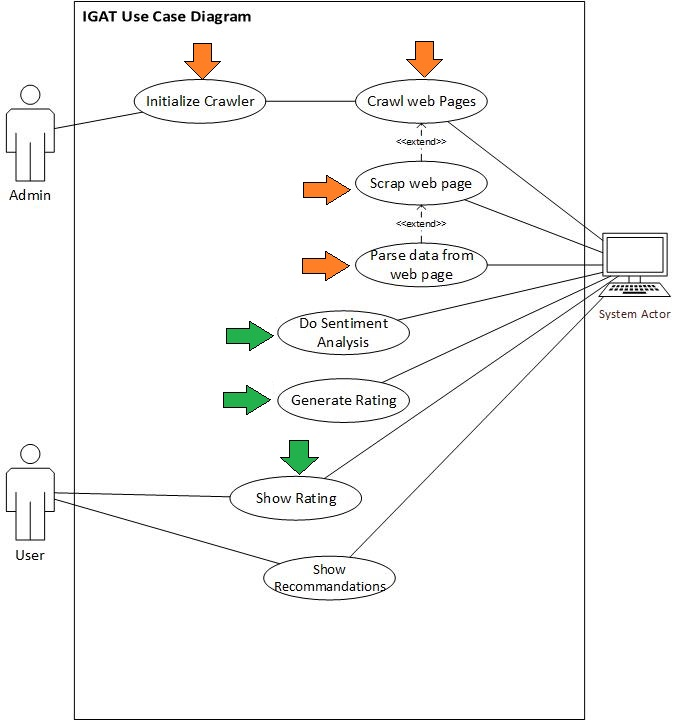 IGAT Use Case Diagram
Initialize Crawler
Crawl web Pages
<<extend>>
Admin
Scrap web page
<<extend>>
Parse data from
web page
System Actor
Do Sentiment
Analysis
Generate Rating
Show Rating
User
Show
Recommandations